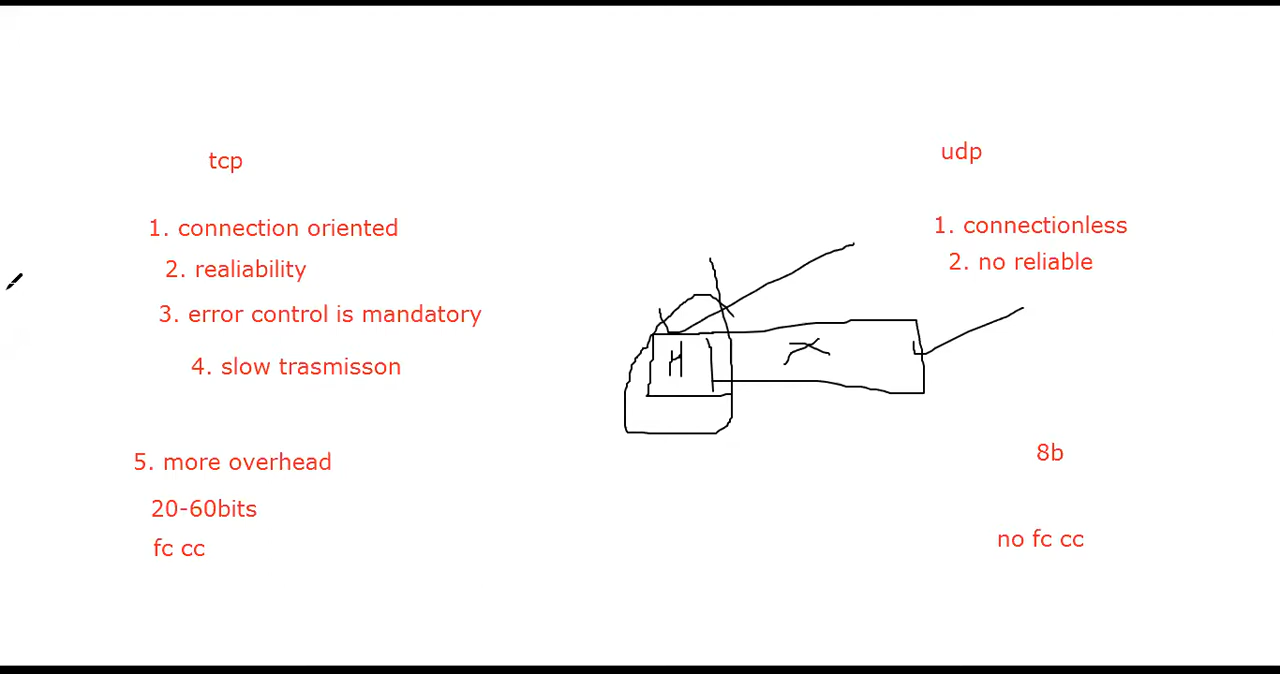 tcp
1. connection oriented
2. realiability
3. error control is mandatory
4. slow trasmisson
5. more overhead
20-60bits
fc cc
H
udp
1. connectionless
2. no reliable
8b
no fc cc